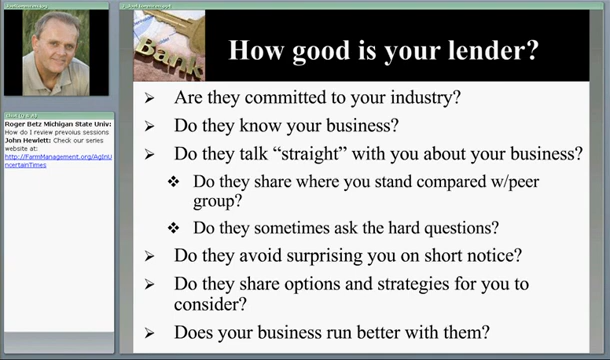 Bank
How good is your lender?
Roger Betz Michigan State Univ:
How do I review prevoius sessions
John Hewlett: Check our series
website at:
http://FarmManagement.org/AgInU
ncertainTimes
Are they committed to your industry?
Do they know your business?
Do they talk “straight” with you about your business?
Do they share where you stand compared w/peer
group?
Do they sometimes ask the hard questions?
Do they avoid surprising you on short notice?
Do they share options and strategies for you to
consider?
Does your business run better with them?